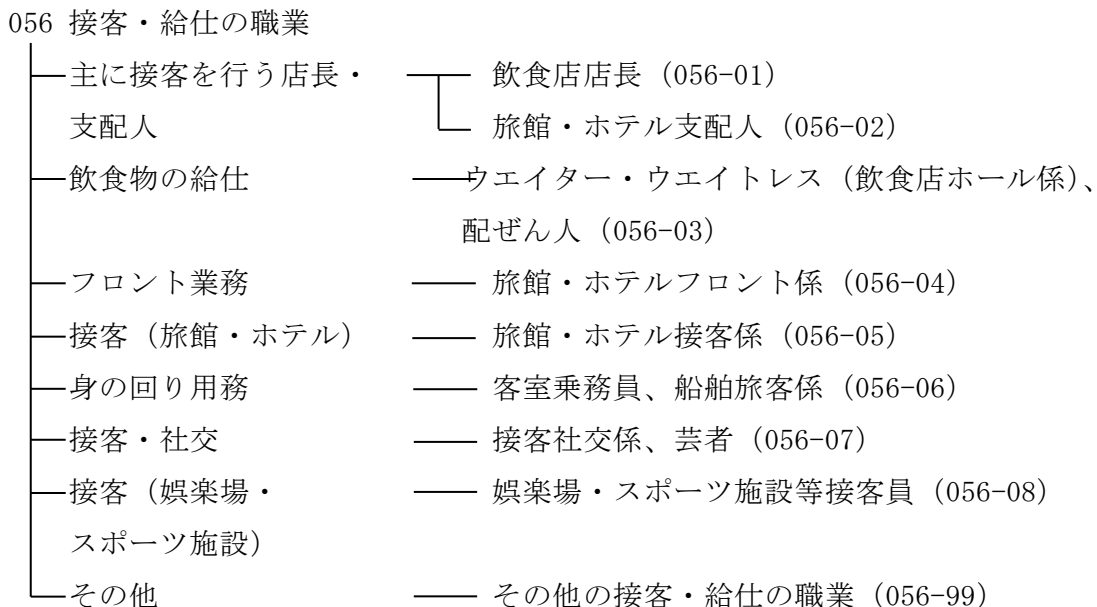 056 接客・給仕の職業
主に接客を行う店長・ 飲食店店長（056-01）
支配人 旅館・ホテル支配人（056-02）
飲食物の給仕 ウエイター・ウエイトレス（飲食店ホール係）、
配ぜん人（056-03）
フロント業務 旅館・ホテルフロント係（056-04）
接客（旅館・ホテル） 旅館・ホテル接客係（056-05）
身の回り用務 客室乗務員、船舶旅客係（056-06）
接客・社交 接客社交係、芸者（056-07）
接客（娯楽場・ 娯楽場・スポーツ施設等接客員（056-08）
スポーツ施設）
その他 その他の接客・給仕の職業（056-99）